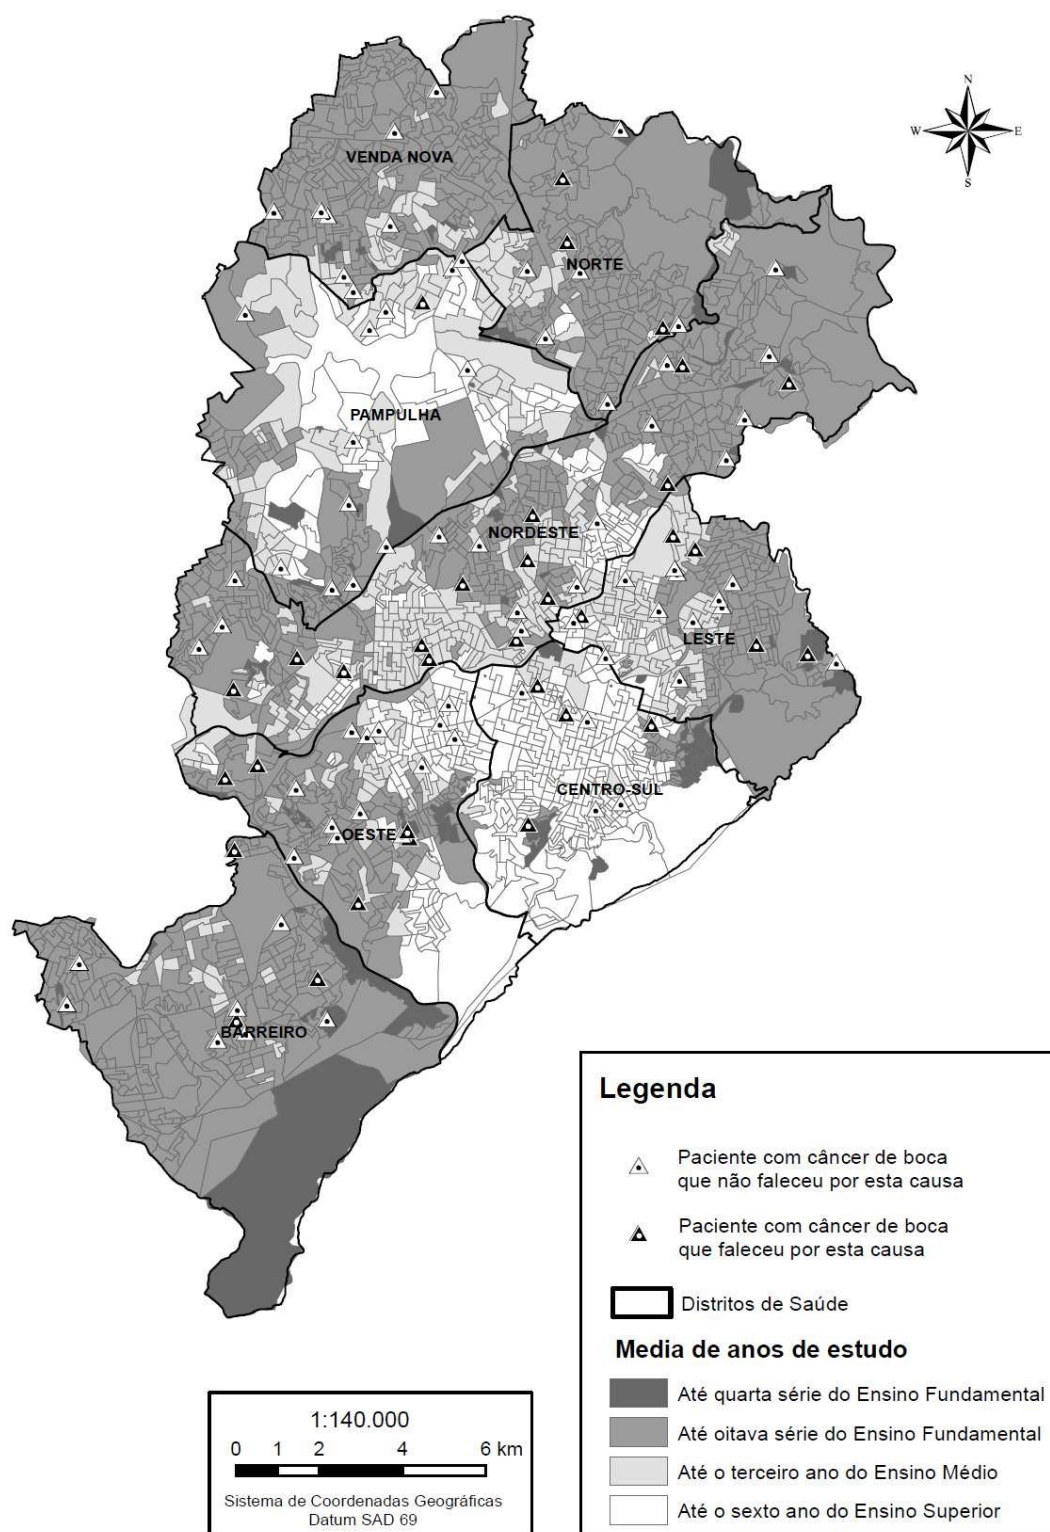 N
W E
S
VENDA NOVA
NORTE
PAMPULHA
NORDESTE
LESTE
CENTRO-SUL
OESTE
BARREIRO
Legenda
Paciente com câncer de boca
que não faleceu por esta causa
Paciente com câncer de boca
que faleceu por esta causa
Distritos de Saúde
Media de anos de estudo
Até quarta série do Ensino Fundamental
Até oitava série do Ensino Fundamental
Até o terceiro ano do Ensino Médio
Até o sexto ano do Ensino Superior
1:140.000
0 1 2 4 6 km
Sistema de Coordenadas Geográficas
Datum SAD 69